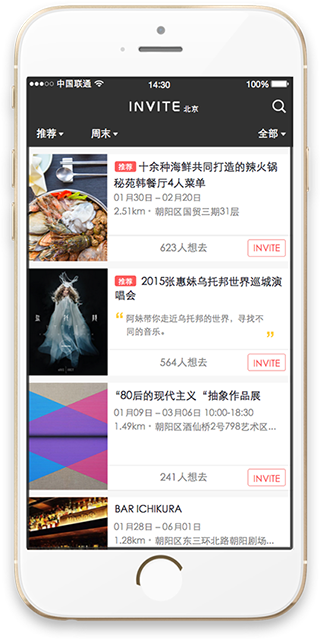 中国联通 14:30 100%
INVITE 北京
推荐 周末 全部
推荐 十余种海鲜共同打造的辣火锅
秘苑韩餐厅4人菜单
01月30日 – 02月20日
2.51km · 朝阳区国贸三期31层
623人想去 INVITE
推荐 2015张惠妹乌托邦世界巡城演
唱会
“ 阿妹带你走近乌托邦的世界，寻找不
同的音乐。 ”
564人想去 INVITE
“80后的现代主义“抽象作品展
01月09日 – 03月06日 10:00-18:30
1.49km · 朝阳区酒仙桥2号798艺术区...
241人想去 INVITE
BAR ICHIKURA
01月28日 – 06月01日
1.28km · 朝阳区东三环北路朝阳剧场...